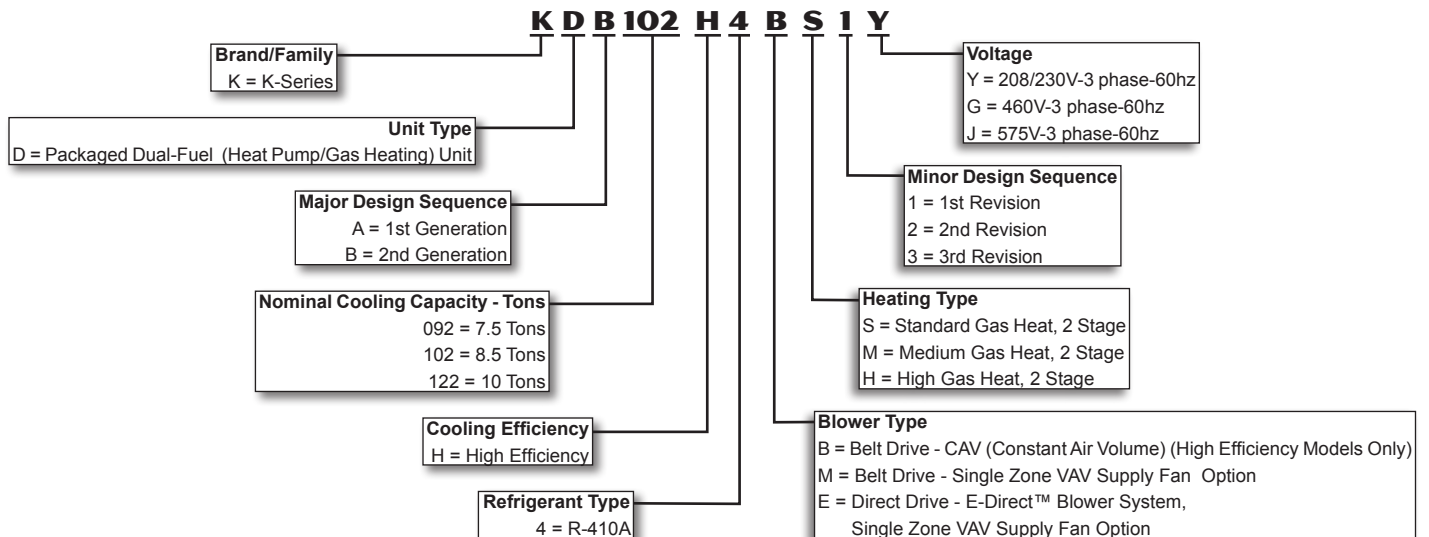 K D B 102 H 4 B S 1 Y
Brand/Family
K = K-Series
Unit Type
D = Packaged Dual-Fuel (Heat Pump/Gas Heating) Unit
Major Design Sequence
A = 1st Generation
B = 2nd Generation
Nominal Cooling Capacity - Tons
092 = 7.5 Tons
102 = 8.5 Tons
122 = 10 Tons
Cooling Efficiency
H = High Efficiency
Refrigerant Type
4 = R-410A
Voltage
Y = 208/230V-3 phase-60hz
G = 460V-3 phase-60hz
J = 575V-3 phase-60hz
Minor Design Sequence
1 = 1st Revision
2 = 2nd Revision
3 = 3rd Revision
Heating Type
S = Standard Gas Heat, 2 Stage
M = Medium Gas Heat, 2 Stage
H = High Gas Heat, 2 Stage
Blower Type
B = Belt Drive - CAV (Constant Air Volume) (High Efficiency Models Only)
M = Belt Drive - Single Zone VAV Supply Fan Option
E = Direct Drive - E-Direct™ Blower System,
Single Zone VAV Supply Fan Option